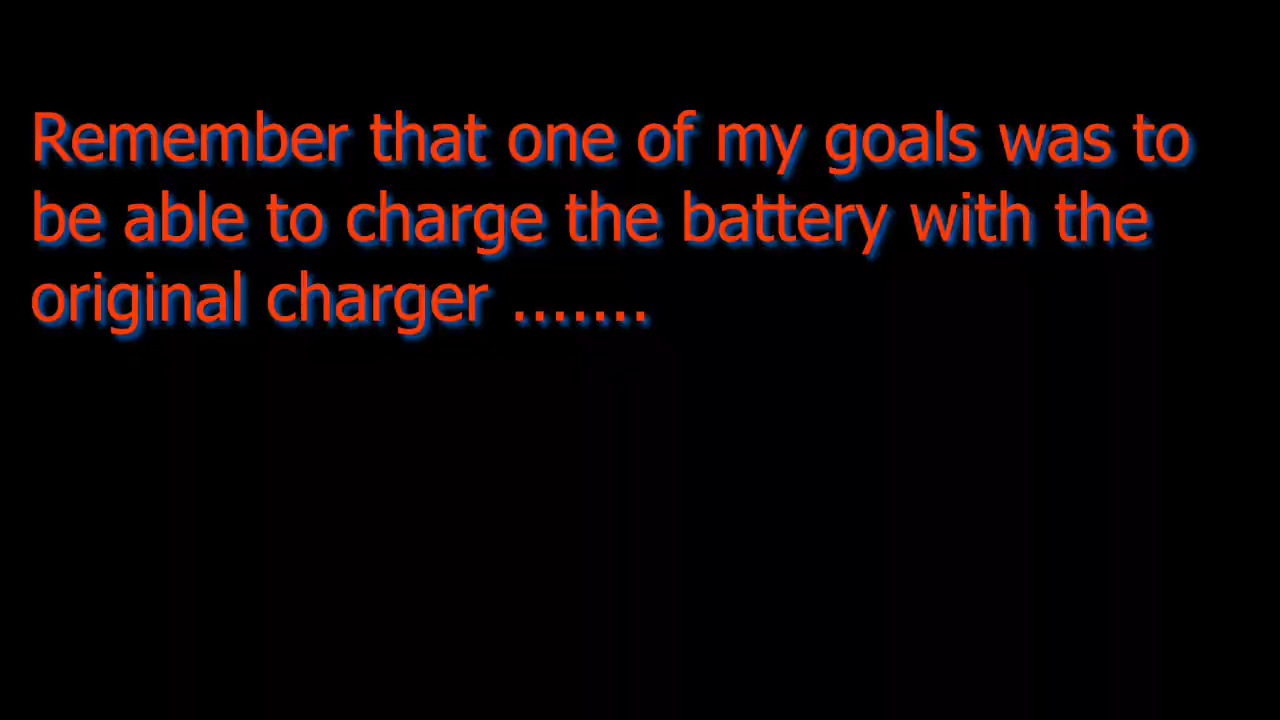 Remember that one of my goals was to
be able to charge the battery with the
original charger .......